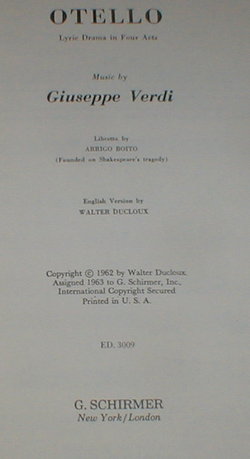 OTELLO
Lyric Drama in Four Acts
Music by
Giuseppe Verdi
Libretto by
ARRIGO BOITO
(Founded on Shakespeare's tragedy)
English Version by
WALTER DUCLOUX
Copyright © 1962 by Walter Ducloux.
Assigned 1963 to G. Schirmer, Inc.,
International Copyright Secured
Printed in U. S. A.
ED. 3009
G. SCHIRMER
New York/London